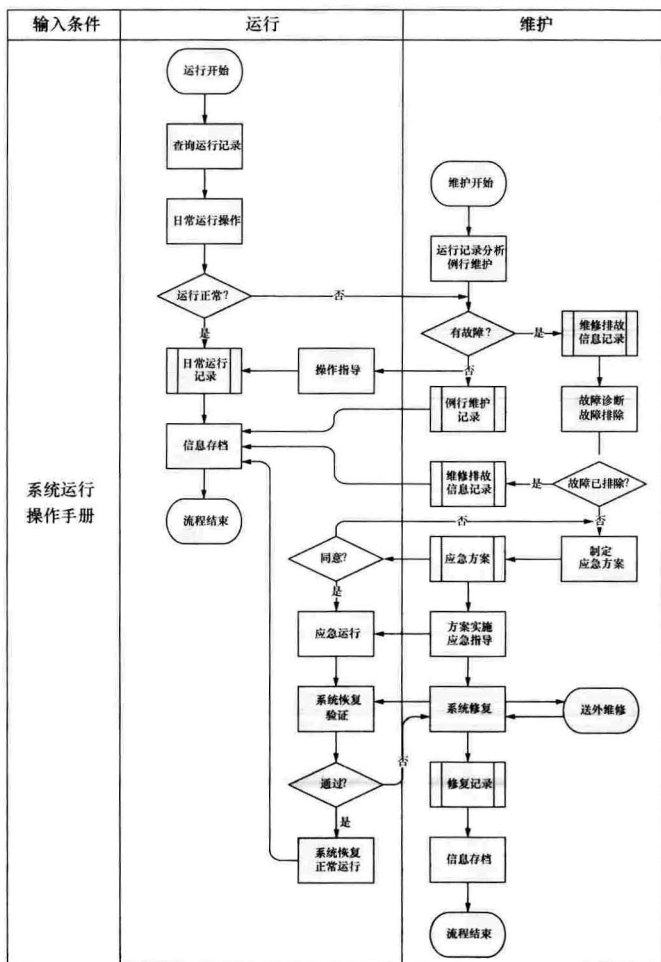 输入条件
运行
维护
运行开始
查询运行记录
维护开始
日常运行操作
运行记录分析
例行维护
运行正常?
否
有故障?
是
维修排故
信息记录
是
日常运行
记录
操作指导
否
例行维护
记录
故障诊断
故障排除
信息存档
维修排故
信息记录
是
故障已排除?
系统运行
操作手册
流程结束
否
否
同意?
应急方案
制定
应急方案
是
应急运行
方案实施
应急指导
系统恢复
验证
系统修复
送外维修
否
通过?
修复记录
是
系统恢复
正常运行
信息存档
流程结束